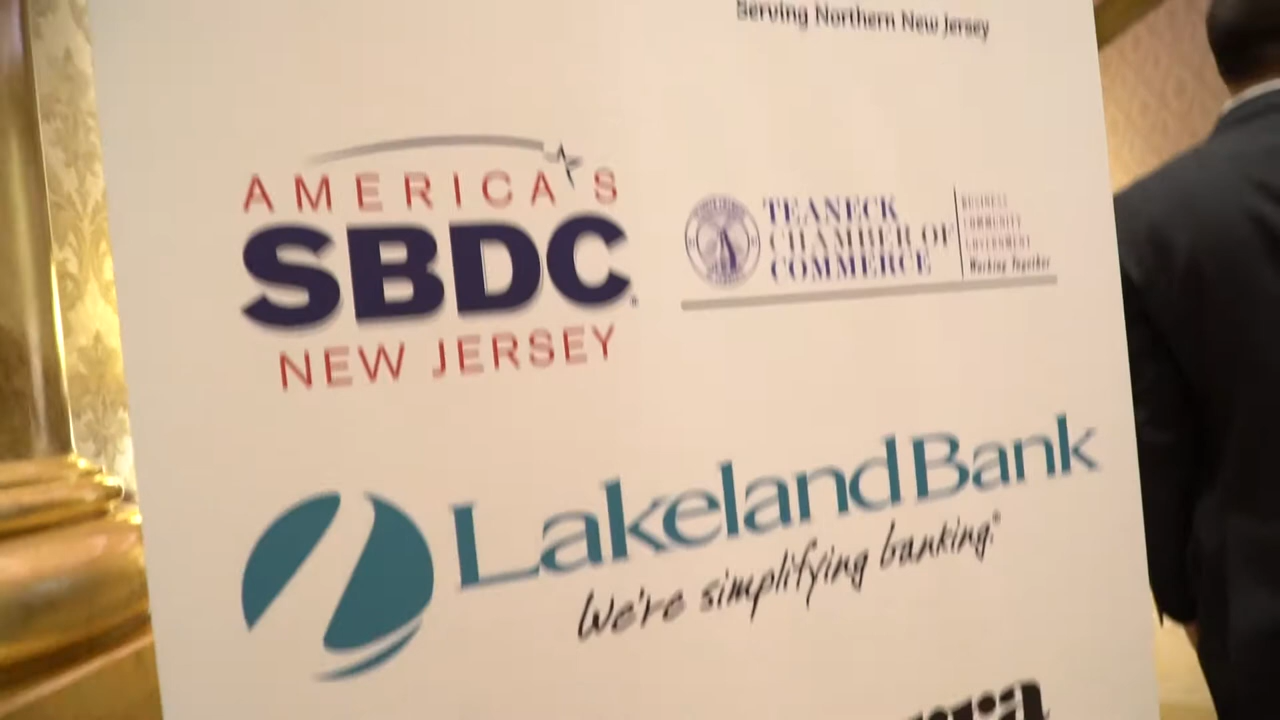 Serving Northern New Jersey
AMERICA'S
SBDC
NEW JERSEY
TEANECK
CHAMBER OF
COMMERCE
BUSINESS
COMMUNITY
GOVERNMENT
Working Together
LakelandBank
We're simplifying banking.®